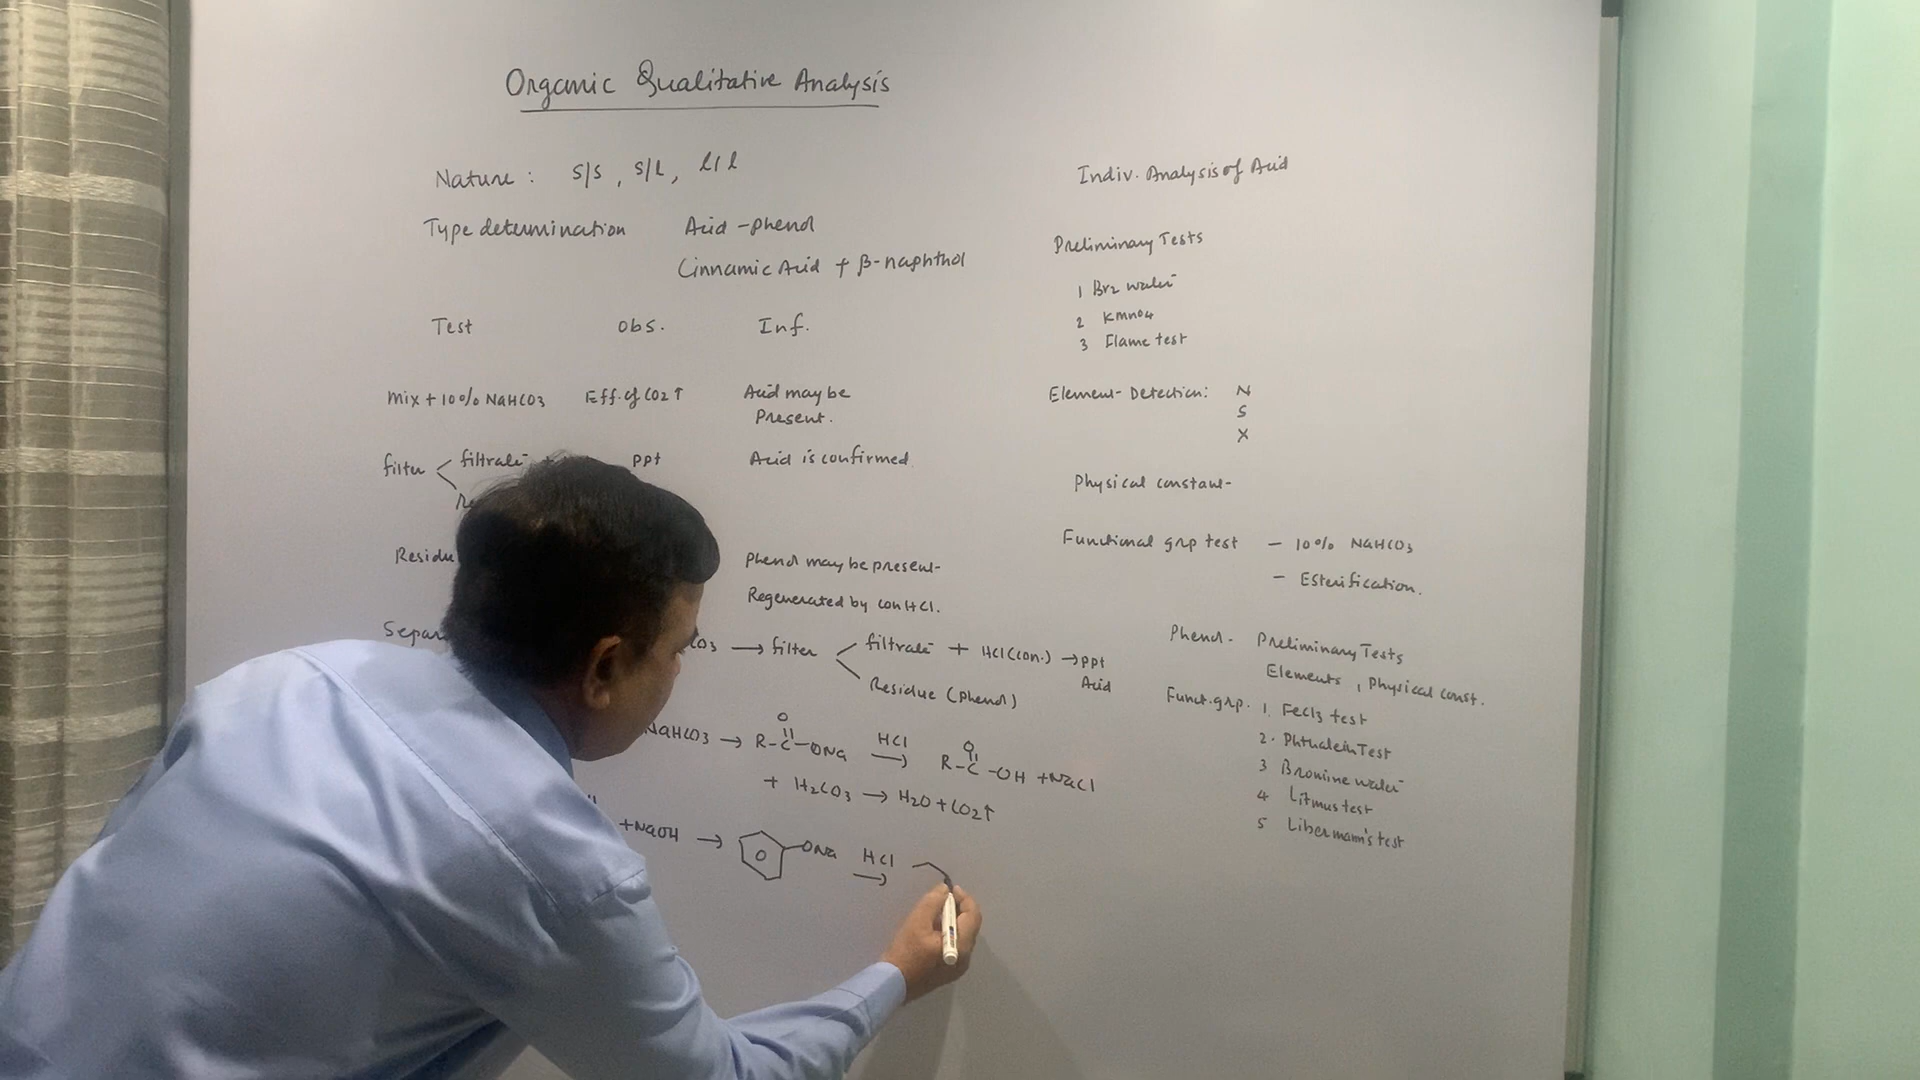 Organic Qualitative Analysis
Nature : S/S , S/L, l/l
Type determination Acid - phenol
Cinnamic Acid + β-naphthol
Test Obs. Inf.
mix + 10% NaHCO3 Eff. of CO2↑ Acid may be
Present.
filter < filtrate ppt Acid is confirmed.
Phenol may be present-
Regenerated by con HCl.
→ filter < filtrate + HCl (con.) → ppt
Acid
Residue (phenol)
NaHCO3 → R-C-ONa HCl → R-C-OH + NaCl
O O
+ H2CO3 → H2O + CO2↑
+NaOH → O -ONa HCl →
Indiv. Analysis of Acid
Preliminary Tests
1 Br2 water
2 KMnO4
3 Flame test
Element- Detection: N
S
X
Physical constant-
Functional grp test - 10% NaHCO3
- Esterification.
Phenol - Preliminary Tests
Elements, Physical const.
Funct.grp. 1. FeCl3 test
2. Phthalein Test
3 Bromine water
4 Litmus test
5 Libermann's test